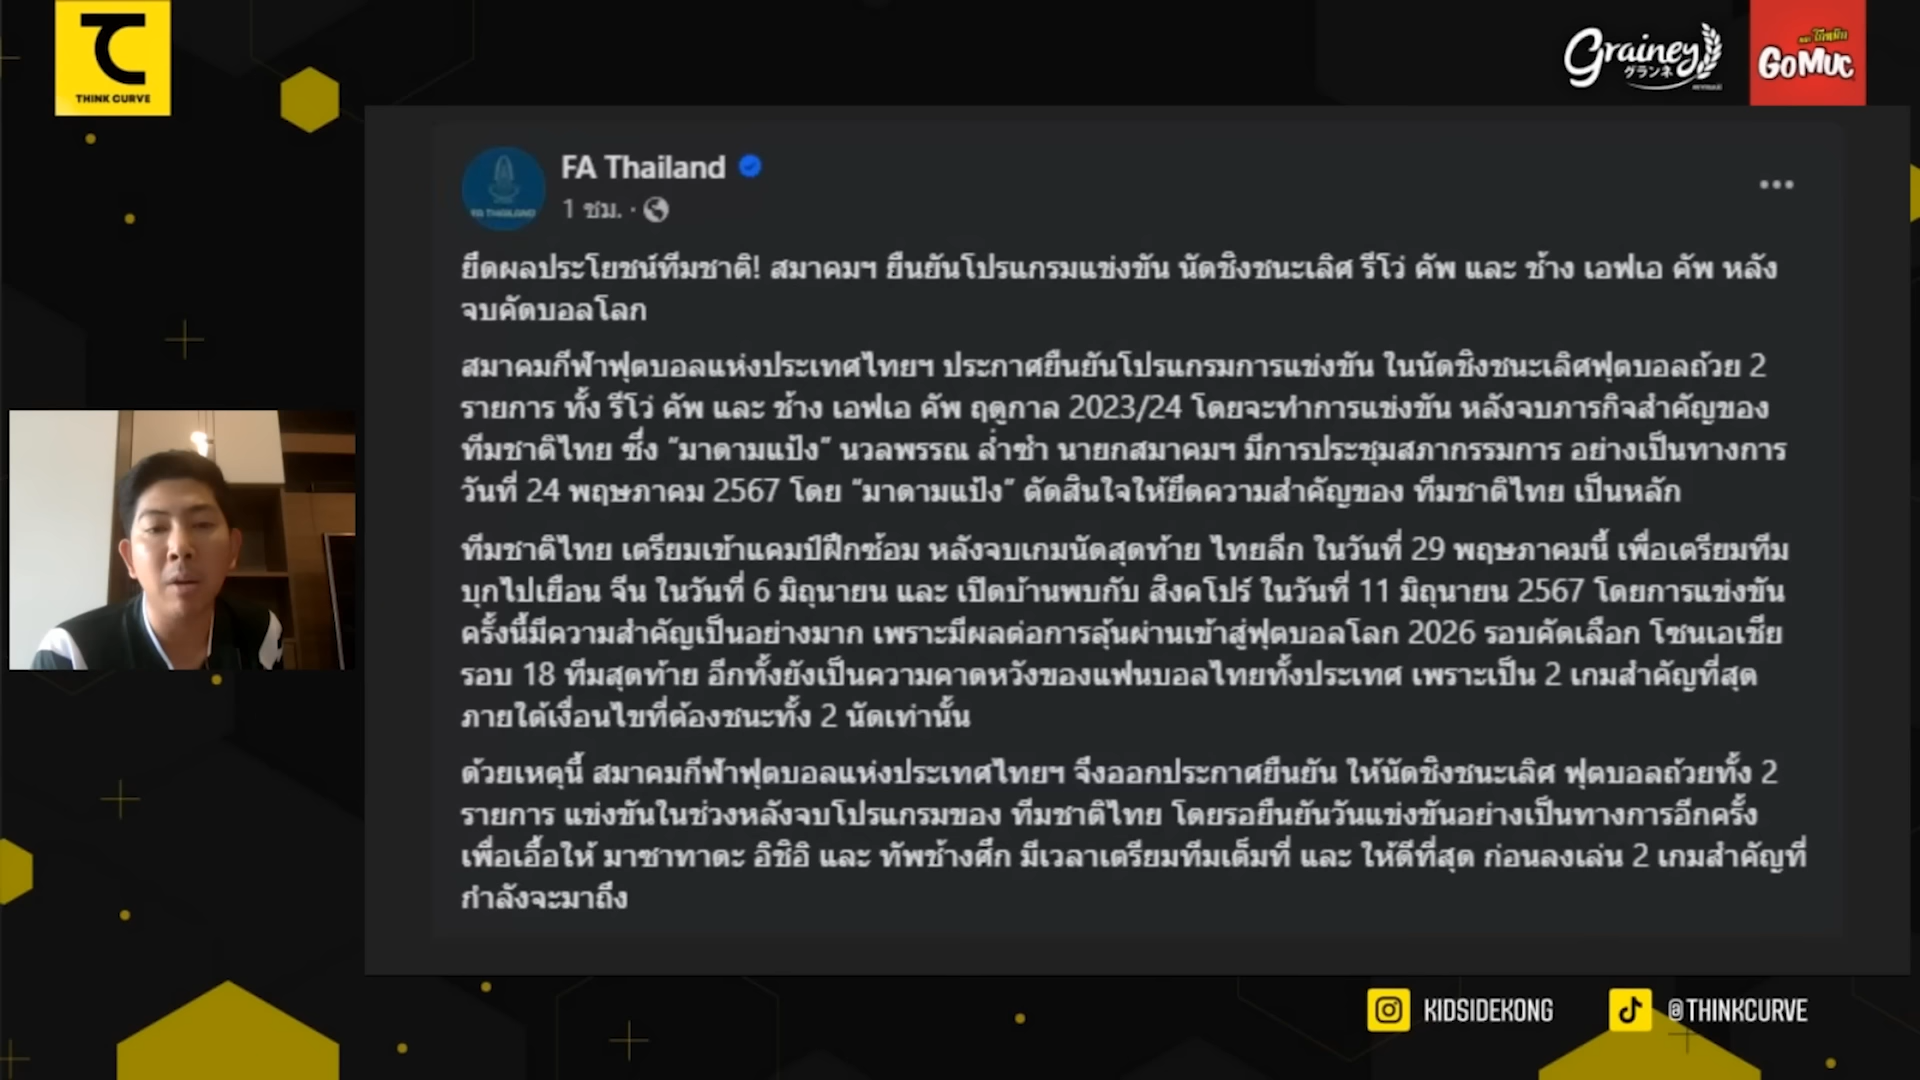 THINK CURVE
Grainey
グランネ
GOMUC
FA Thailand
1 ชม.
ยึดผลประโยชน์ทีมชาติ! สมาคมฯ ยืนยันโปรแกรมแข่งขัน นัดชิงชนะเลิศ รีโว่ คัพ และ ช้าง เอฟเอ คัพ หลัง
จบคัดบอลโลก
สมาคมกีฬาฟุตบอลแห่งประเทศไทยฯ ประกาศยืนยันโปรแกรมการแข่งขัน ในนัดชิงชนะเลิศฟุตบอลถ้วย 2
รายการ ทั้ง รีโว่ คัพ และ ช้าง เอฟเอ คัพ ฤดูกาล 2023/24 โดยจะทำการแข่งขัน หลังจบภารกิจสำคัญของ
ทีมชาติไทย ซึ่ง “มาดามแป้ง” นวลพรรณ ล่ำซำ นายกสมาคมฯ มีการประชุมสภากรรมการ อย่างเป็นทางการ
วันที่ 24 พฤษภาคม 2567 โดย “มาดามแป้ง” ตัดสินใจให้ยึดความสำคัญของ ทีมชาติไทย เป็นหลัก
ทีมชาติไทย เตรียมเข้าแคมป์ฝึกซ้อม หลังจบเกมนัดสุดท้าย ไทยลีก ในวันที่ 29 พฤษภาคมนี้ เพื่อเตรียมทีม
บุกไปเยือน จีน ในวันที่ 6 มิถุนายน และ เปิดบ้านพบกับ สิงคโปร์ ในวันที่ 11 มิถุนายน 2567 โดยการแข่งขัน
ครั้งนี้มีความสำคัญเป็นอย่างมาก เพราะมีผลต่อการลุ้นผ่านเข้าสู่ฟุตบอลโลก 2026 รอบคัดเลือก โซนเอเชีย
รอบ 18 ทีมสุดท้าย อีกทั้งยังเป็นความคาดหวังของแฟนบอลไทยทั้งประเทศ เพราะเป็น 2 เกมสำคัญที่สุด
ภายใต้เงื่อนไขที่ต้องชนะทั้ง 2 นัดเท่านั้น
ด้วยเหตุนี้ สมาคมกีฬาฟุตบอลแห่งประเทศไทยฯ จึงออกประกาศยืนยัน ให้นัดชิงชนะเลิศ ฟุตบอลถ้วยทั้ง 2
รายการ แข่งขันในช่วงหลังจบโปรแกรมของ ทีมชาติไทย โดยรอยืนยันวันแข่งขันอย่างเป็นทางการอีกครั้ง
เพื่อเอื้อให้ มาซาทาดะ อิชิอิ และ ทัพช้างศึก มีเวลาเตรียมทีมเต็มที่ และ ให้ดีที่สุด ก่อนลงเล่น 2 เกมสำคัญที่
กำลังจะมาถึง
KIDSIDEKONG
@THINKCURVE